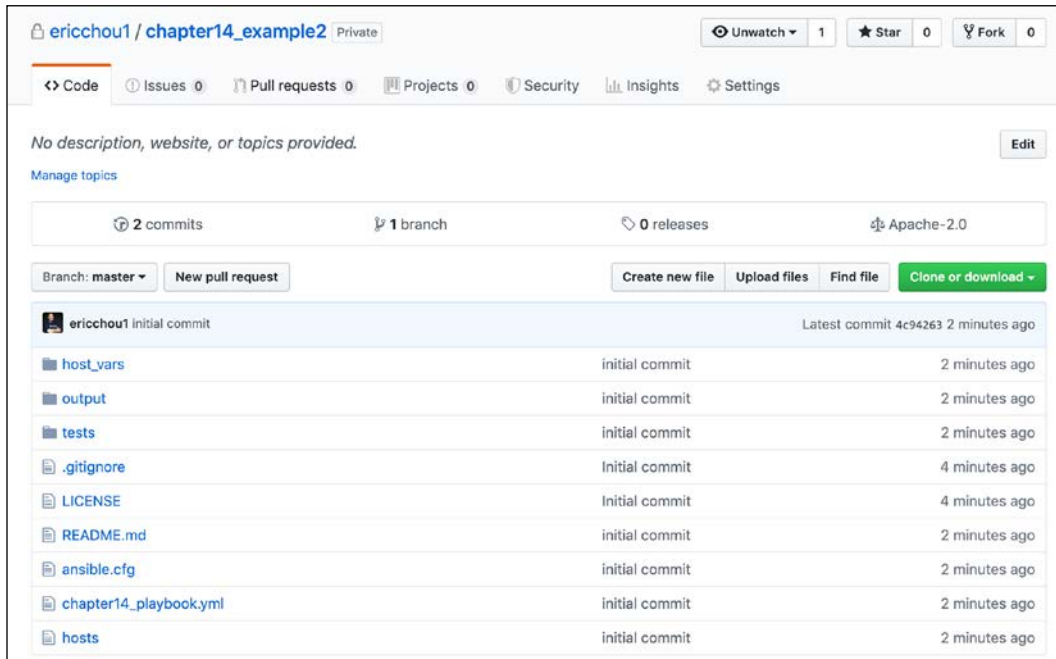 ericchou1 / chapter14_example2 Private Unwatch 1 Star 0 Fork 0
Code Issues 0 Pull requests 0 Projects 0 Security Insights Settings
No description, website, or topics provided. Edit
Manage topics
2 commits 1 branch 0 releases Apache-2.0
Branch: master New pull request Create new file Upload files Find file Clone or download
ericchou1 initial commit Latest commit 4c94263 2 minutes ago
host_vars initial commit 2 minutes ago
output initial commit 2 minutes ago
tests initial commit 2 minutes ago
.gitignore Initial commit 4 minutes ago
LICENSE Initial commit 4 minutes ago
README.md initial commit 2 minutes ago
ansible.cfg initial commit 2 minutes ago
chapter14_playbook.yml initial commit 2 minutes ago
hosts initial commit 2 minutes ago